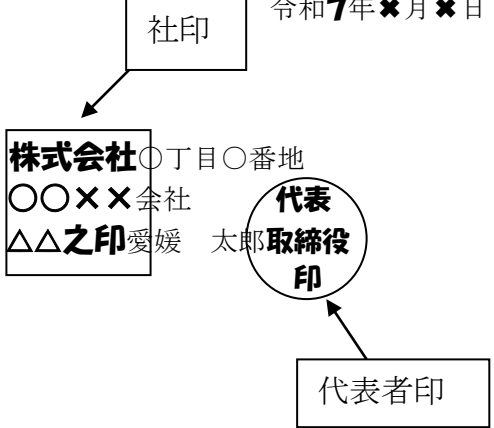 令和7年✖月✖日
社印
株式会社○丁目○番地
○○××会社
△△之印愛媛　太郎
代表
取締役
印
代表者印